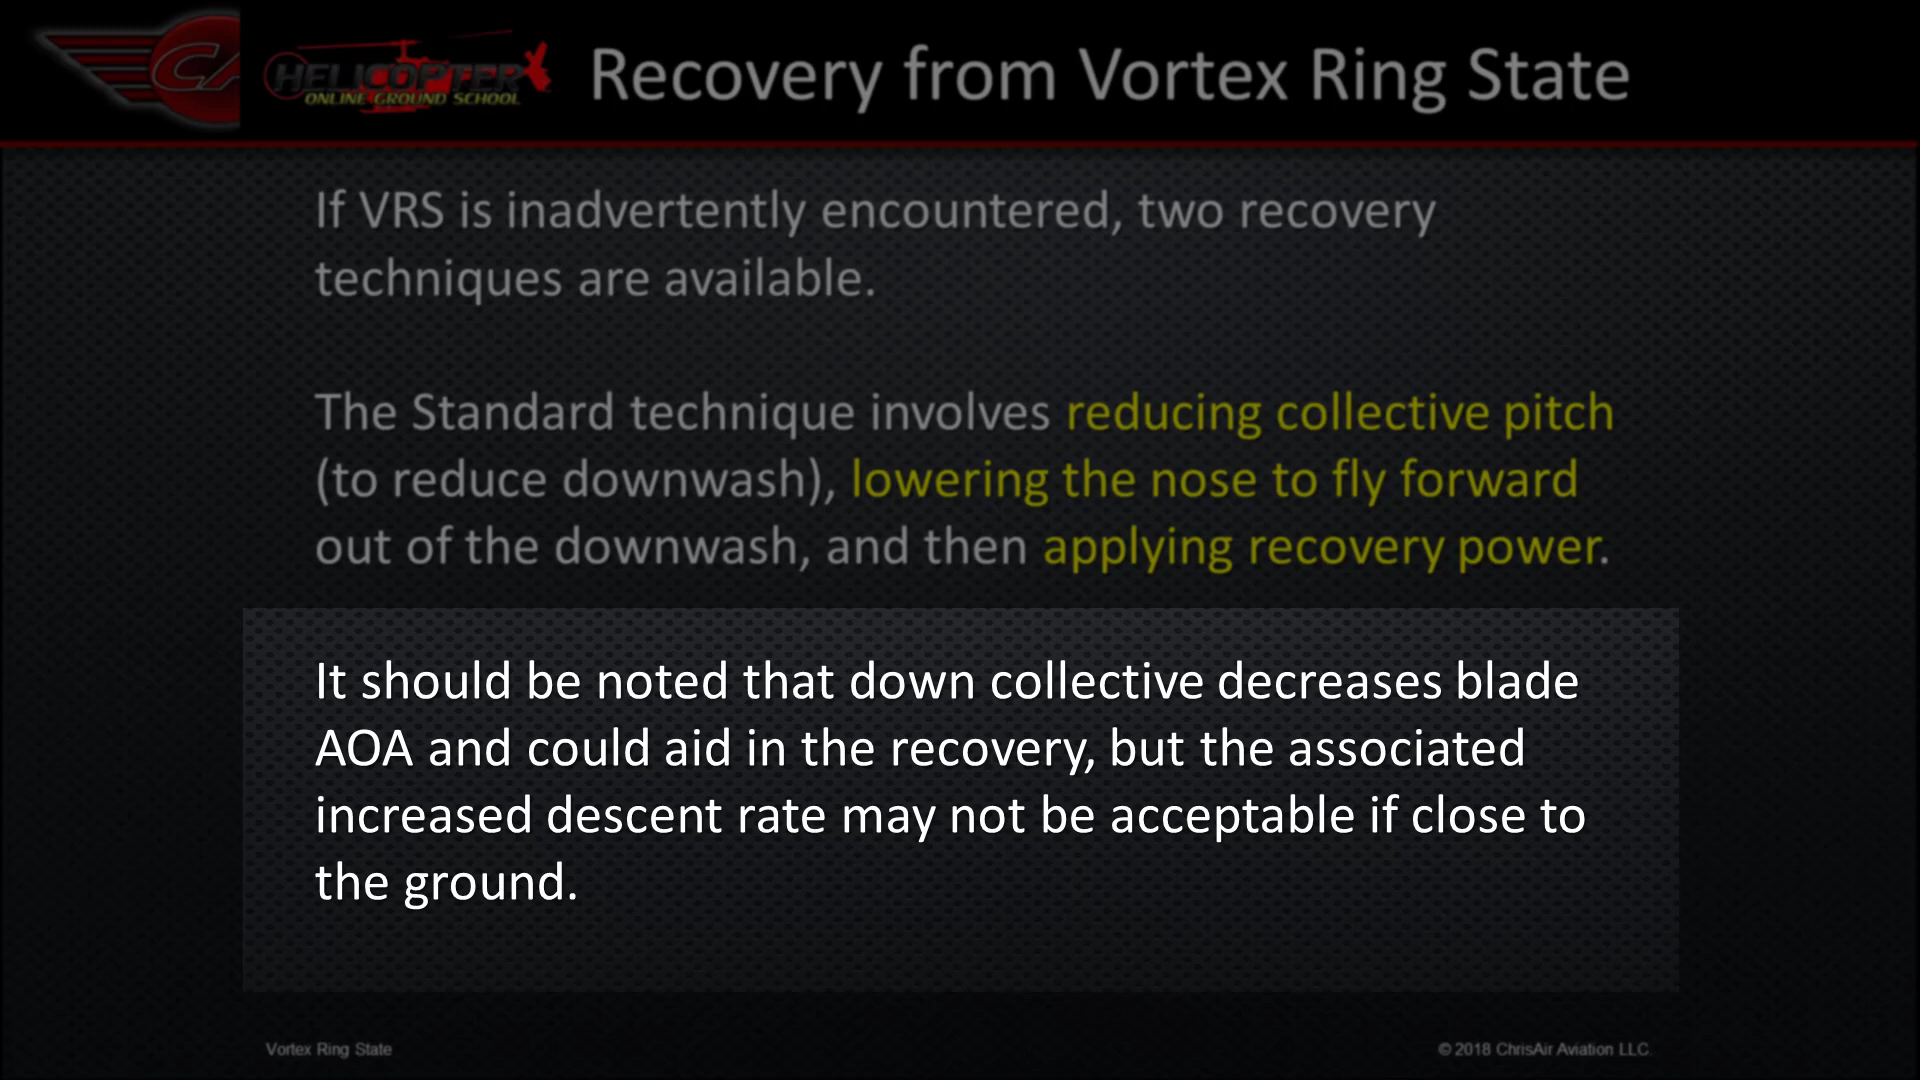 CA
HELICOPTER
ONLINE GROUND SCHOOL
Recovery from Vortex Ring State
If VRS is inadvertently encountered, two recovery
techniques are available.
The Standard technique involves reducing collective pitch
(to reduce downwash), lowering the nose to fly forward
out of the downwash, and then applying recovery power.
It should be noted that down collective decreases blade
AOA and could aid in the recovery, but the associated
increased descent rate may not be acceptable if close to
the ground.
Vortex Ring State
© 2018 ChrisAir Aviation LLC.